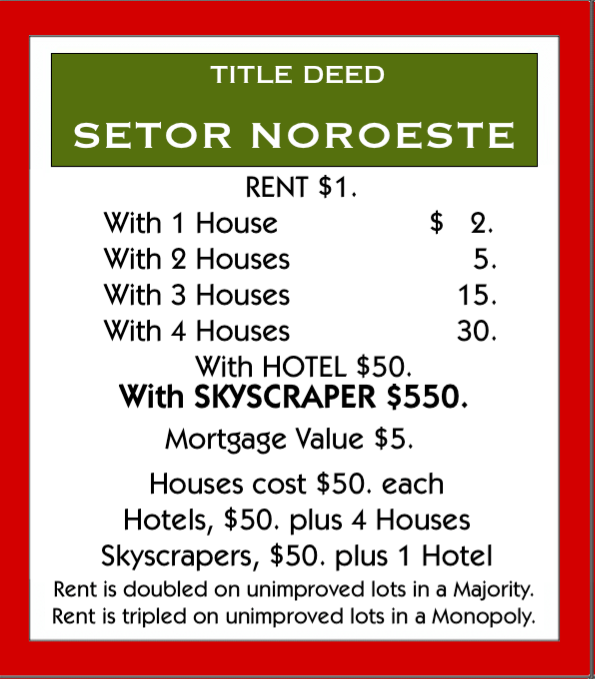 TITLE DEED
SETOR NOROESTE
RENT $1.
With 1 House $ 2.
With 2 Houses 5.
With 3 Houses 15.
With 4 Houses 30.
With HOTEL $50.
With SKYSCRAPER $550.
Mortgage Value $5.
Houses cost $50. each
Hotels, $50. plus 4 Houses
Skyscrapers, $50. plus 1 Hotel
Rent is doubled on unimproved lots in a Majority.
Rent is tripled on unimproved lots in a Monopoly.